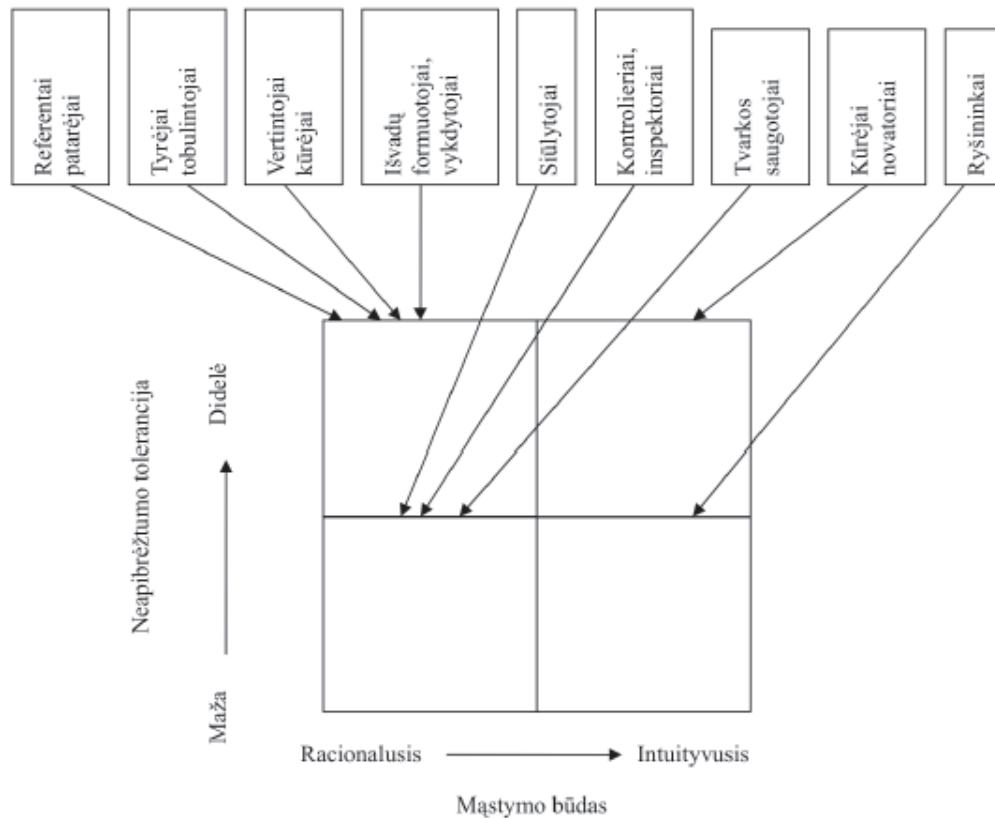 Referentai
patarėjai
Tyrėjai
tobulintojai
Vertintojai
kūrėjai
Išvadų
formuotojai,
vykdytojai
Siūlytojai
Kontrolieriai,
inspektoriai
Tvarkos
saugotojai
Kūrėjai
novatoriai
Ryšininkai
Neapibrėžtumo tolerancija
Didelė
Maža
Racionalusis
Intuityvusis
Mąstymo būdas